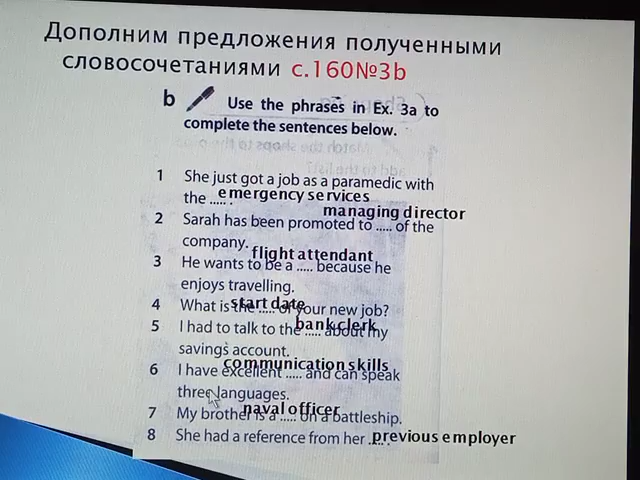 Дополним предложения полученными
словосочетаниями с.160№3b
b Use the phrases in Ex. 3a to
complete the sentences below.
1 She just got a job as a paramedic with
the ..... .
emergency services
managing director
2 Sarah has been promoted to ..... of the
company.
flight attendant
3 He wants to be a ..... because he
enjoys travelling.
4 What is the ..... of your new job?
start date
5 I had to talk to the ..... about my
bank clerk
savings account.
communication skills
6 I have excellent ..... and can speak
three languages.
naval officer
7 My brother is a ..... on a battleship.
8 She had a reference from her ..... .
previous employer